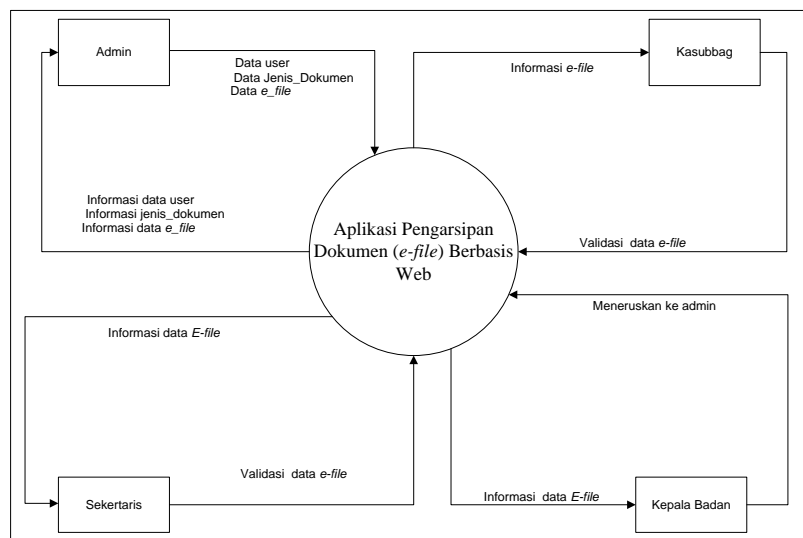 Admin
Data user
Data Jenis_Dokumen
Data e_file
Informasi e-file
Kasubbag
Informasi data user
Informasi jenis_dokumen
Informasi data e_file
Aplikasi Pengarsipan
Dokumen (e-file) Berbasis
Web
Validasi data e-file
Meneruskan ke admin
Informasi data E-file
Sekertaris
Validasi data e-file
Informasi data E-file
Kepala Badan